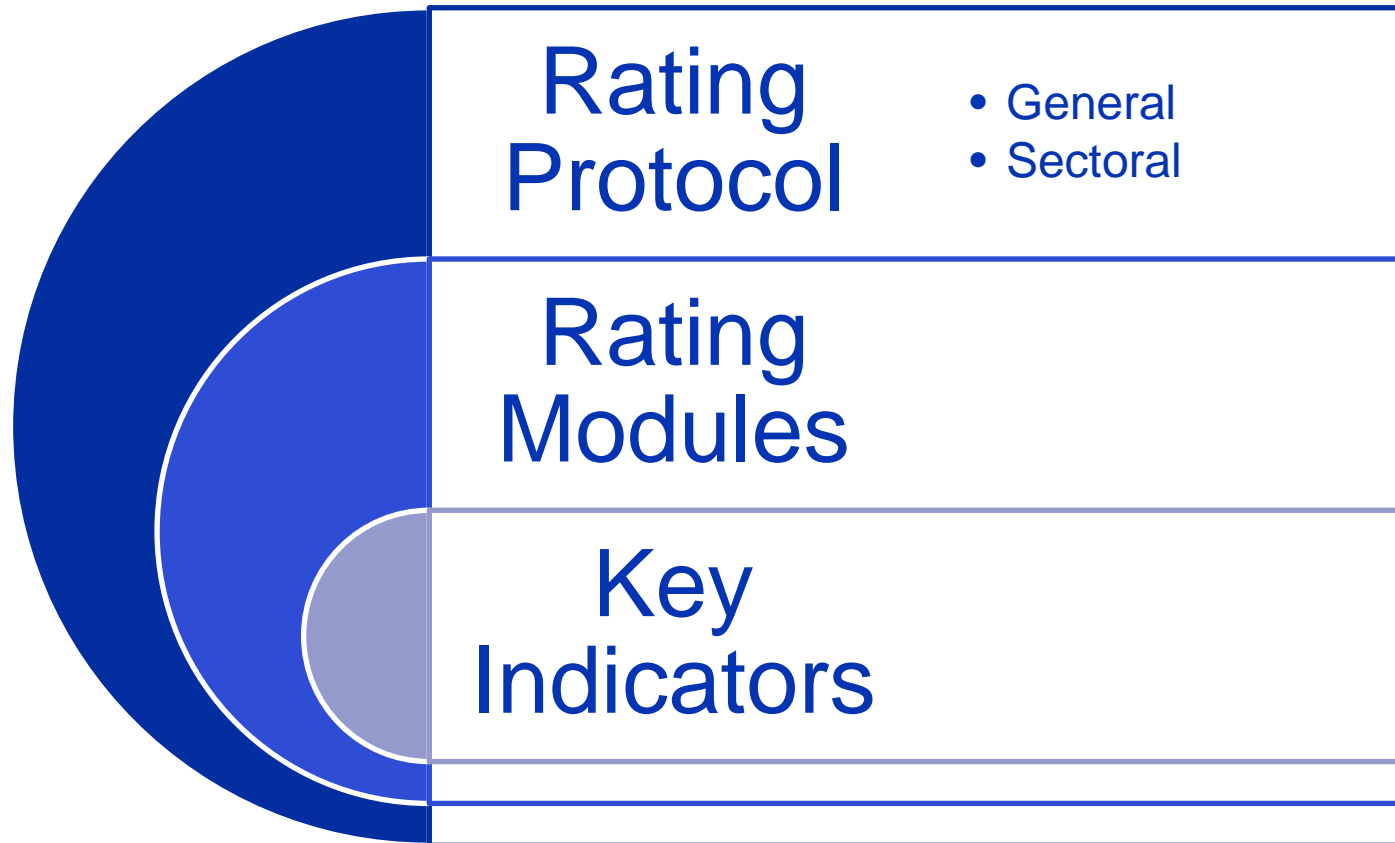 Rating
Protocol
• General
• Sectoral
Rating
Modules
Key
Indicators